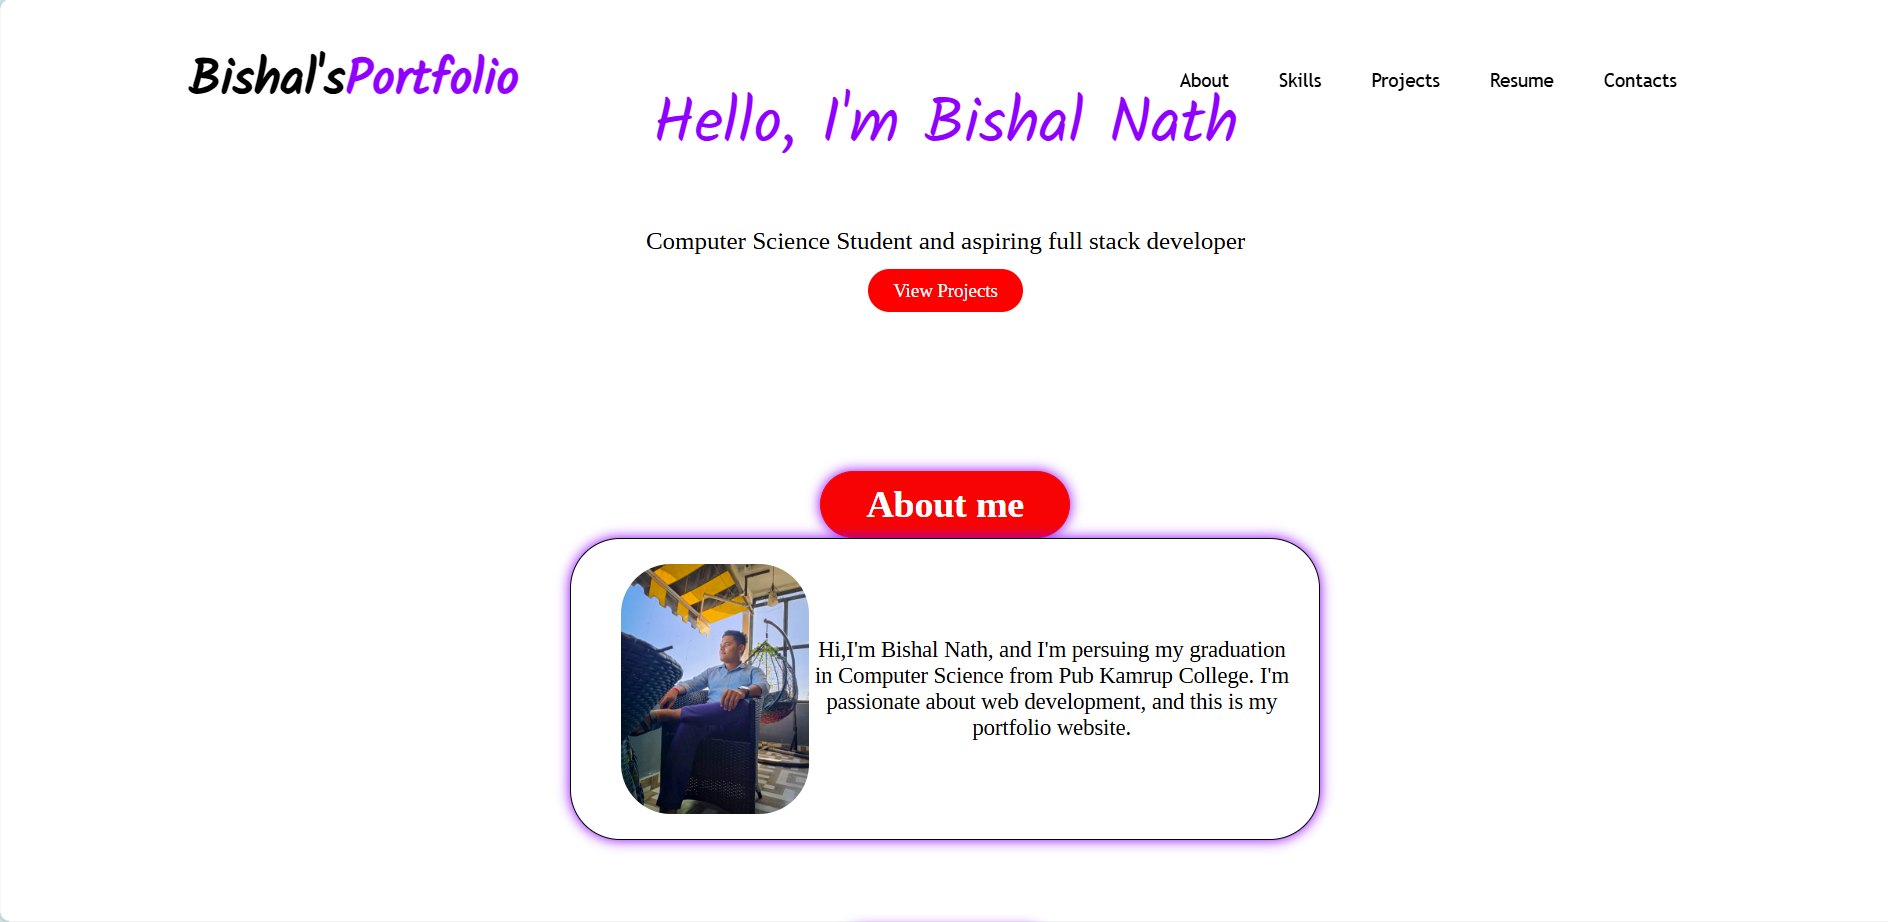 Bishal'sPortfolio
About Skills Projects Resume Contacts
Hello, I'm Bishal Nath
Computer Science Student and aspiring full stack developer
View Projects
About me
Hi,I'm Bishal Nath, and I'm persuing my graduation
in Computer Science from Pub Kamrup College. I'm
passionate about web development, and this is my
portfolio website.